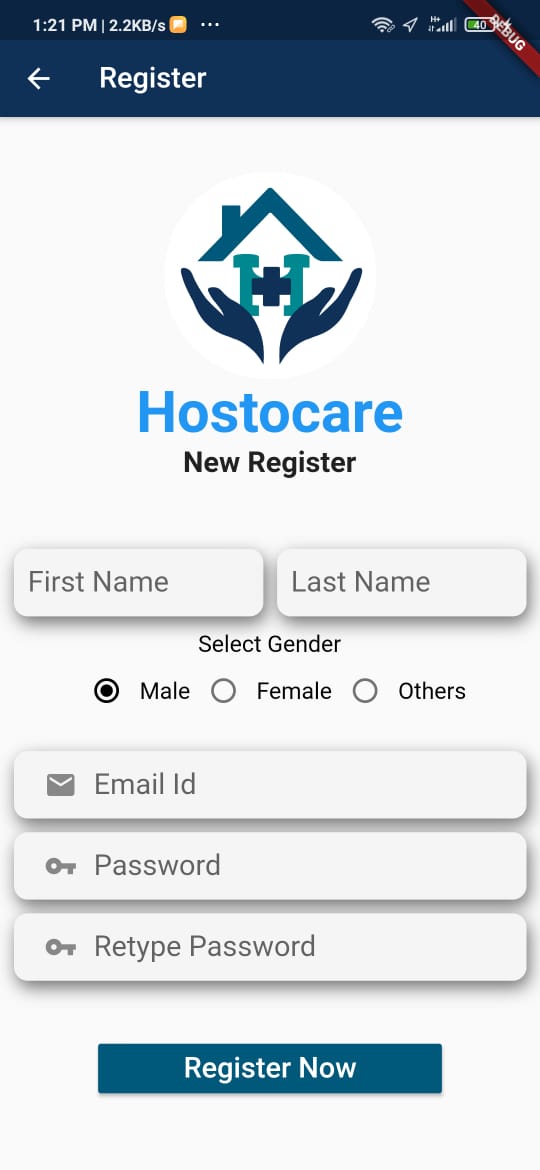 1:21 PM | 2.2KB/s ...
H+ 40
DEBUG
Register
H
Hostocare
New Register
First Name Last Name
Select Gender
Male Female Others
Email Id
Password
Retype Password
Register Now